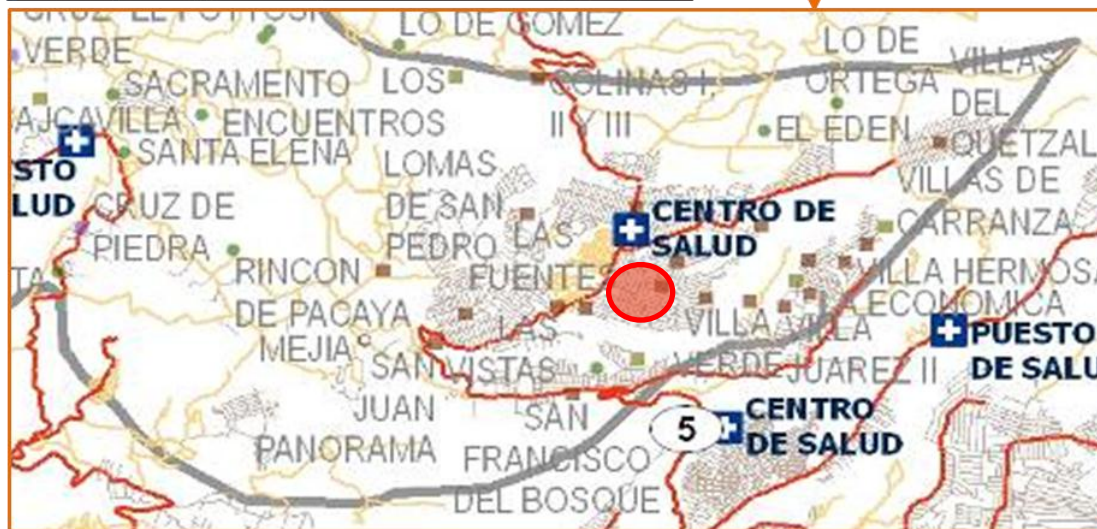 CRUZ EL POTTOSI
VERDE
LO DE GOMEZ
LO DE
ORTEGA
VILLAS
DEL
QUETZAL
SACRAMENTO
LOS
ENCUENTROS
COLINAS I,
II Y III
EL EDEN
AJCAVILLA
SANTA ELENA
STO
LUD
CRUZ DE
PIEDRA
LOMAS
DE SAN
PEDRO
LAS
FUENTES
CENTRO DE
SALUD
VILLAS DE
CARRANZA
TA
RINCON
DE PACAYA
MEJIA
VILLA HERMOSA
LA ECONOMICA
SAN
JUAN
LAS
VISTAS
VILLA
VERDE
VILLA
JUAREZ II
PUESTO
DE SALU
PANORAMA
SAN
FRANCISCO
DEL BOSQUE
5
CENTRO
DE SALUD